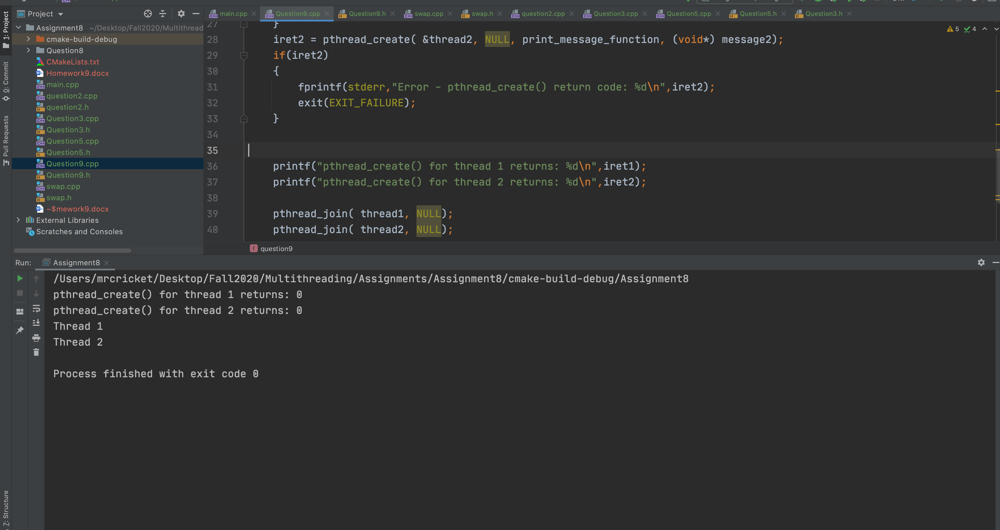 Project
Assignment8 ~/Desktop/Fall2020/Multithread
cmake-build-debug
Question8
CMakeLists.txt
Homework9.docx
main.cpp
question2.cpp
question2.h
Question3.cpp
Question3.h
Question5.cpp
Question5.h
Question9.cpp
Question9.h
swap.cpp
swap.h
~$mework9.docx
External Libraries
Scratches and Consoles
1: Project
0: Commit
Pull Requests
Z: Structure
main.cpp Question9.cpp Question9.h swap.cpp swap.h question2.cpp Question3.cpp Question5.cpp Question5.h Question3.h
5 4
27 }
28 iret2 = pthread_create( &thread2, NULL, print_message_function, (void*) message2);
29 if(iret2)
30 {
31 fprintf(stderr,"Error - pthread_create() return code: %d\n",iret2);
32 exit(EXIT_FAILURE);
33 }
34
35
36 printf("pthread_create() for thread 1 returns: %d\n",iret1);
37 printf("pthread_create() for thread 2 returns: %d\n",iret2);
38
39 pthread_join( thread1, NULL);
40 pthread_join( thread2, NULL);
f question9
Run: Assignment8
/Users/mrcricket/Desktop/Fall2020/Multithreading/Assignments/Assignment8/cmake-build-debug/Assignment8
pthread_create() for thread 1 returns: 0
pthread_create() for thread 2 returns: 0
Thread 1
Thread 2
Process finished with exit code 0